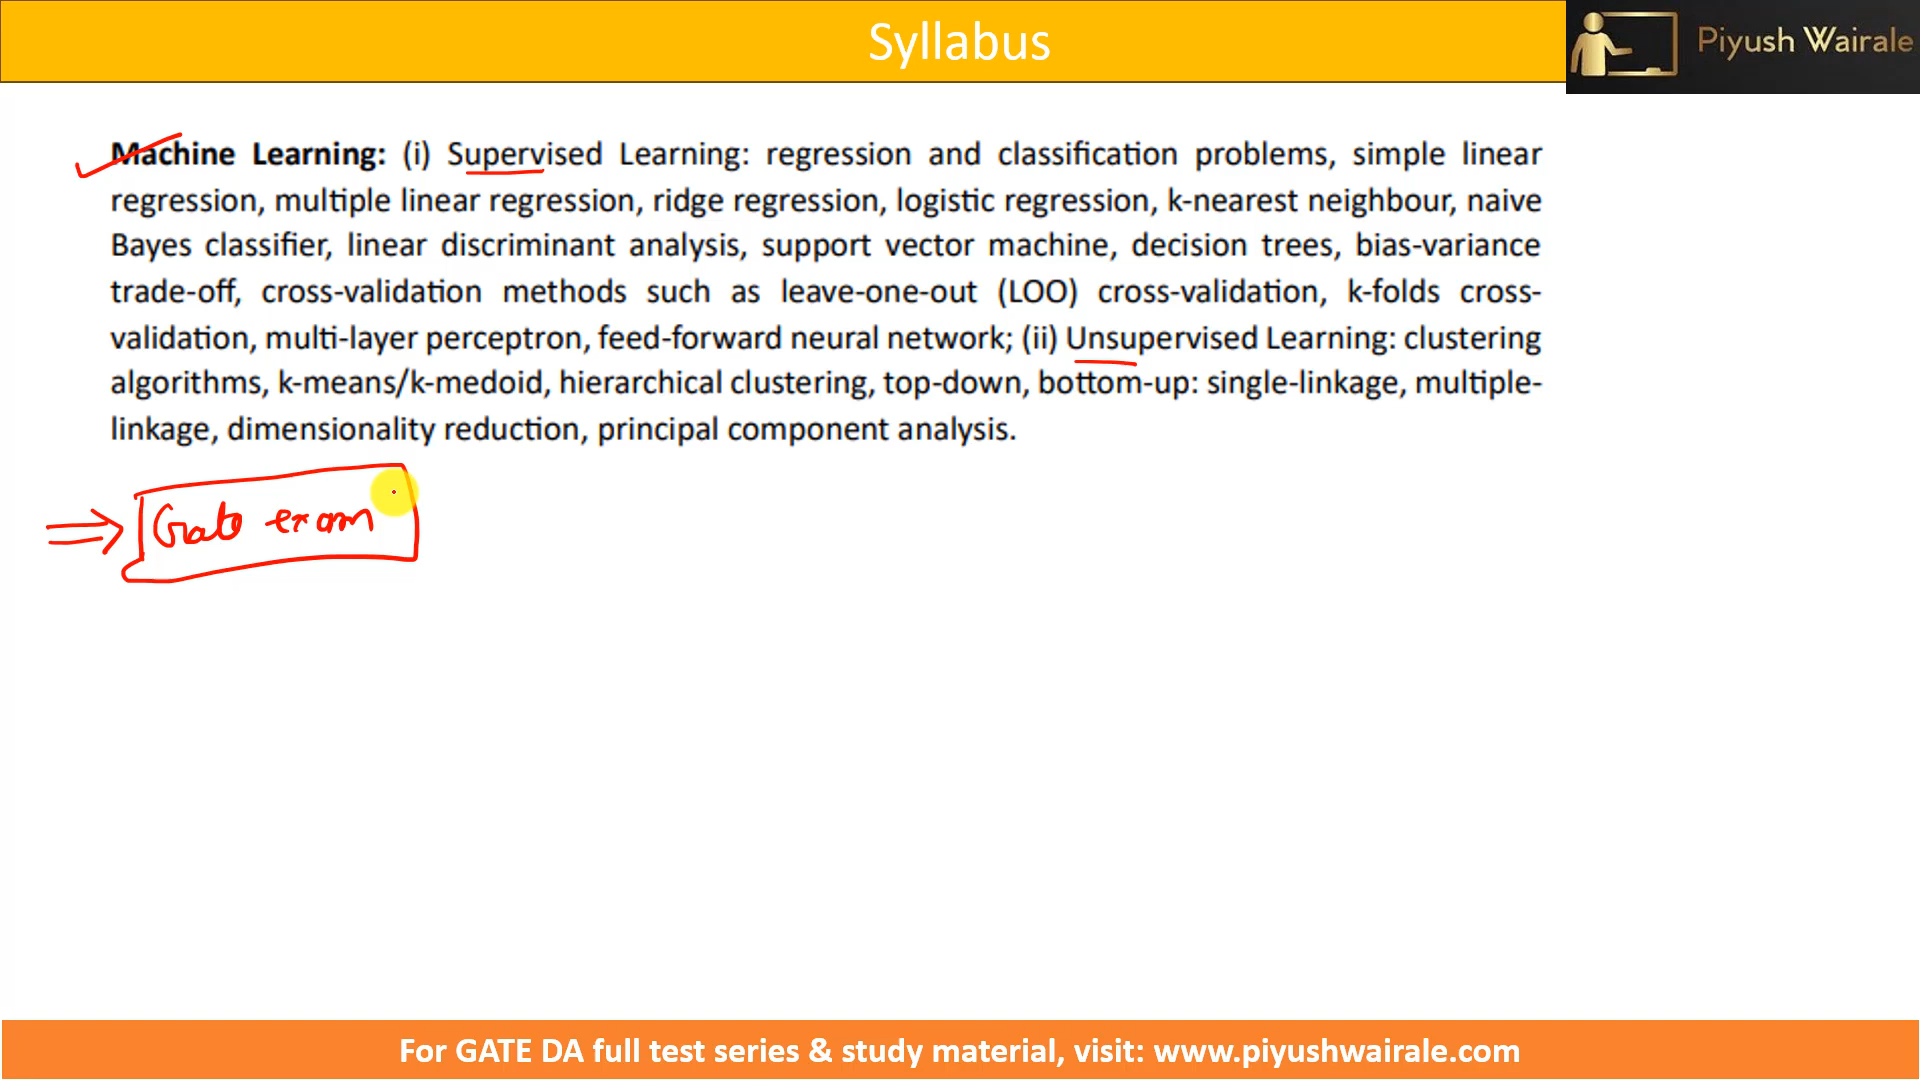 Syllabus
Piyush Wairale
Machine Learning: (i) Supervised Learning: regression and classification problems, simple linear
regression, multiple linear regression, ridge regression, logistic regression, k-nearest neighbour, naive
Bayes classifier, linear discriminant analysis, support vector machine, decision trees, bias-variance
trade-off, cross-validation methods such as leave-one-out (LOO) cross-validation, k-folds cross-
validation, multi-layer perceptron, feed-forward neural network; (ii) Unsupervised Learning: clustering
algorithms, k-means/k-medoid, hierarchical clustering, top-down, bottom-up: single-linkage, multiple-
linkage, dimensionality reduction, principal component analysis.
Gate exam
For GATE DA full test series & study material, visit: www.piyushwairale.com